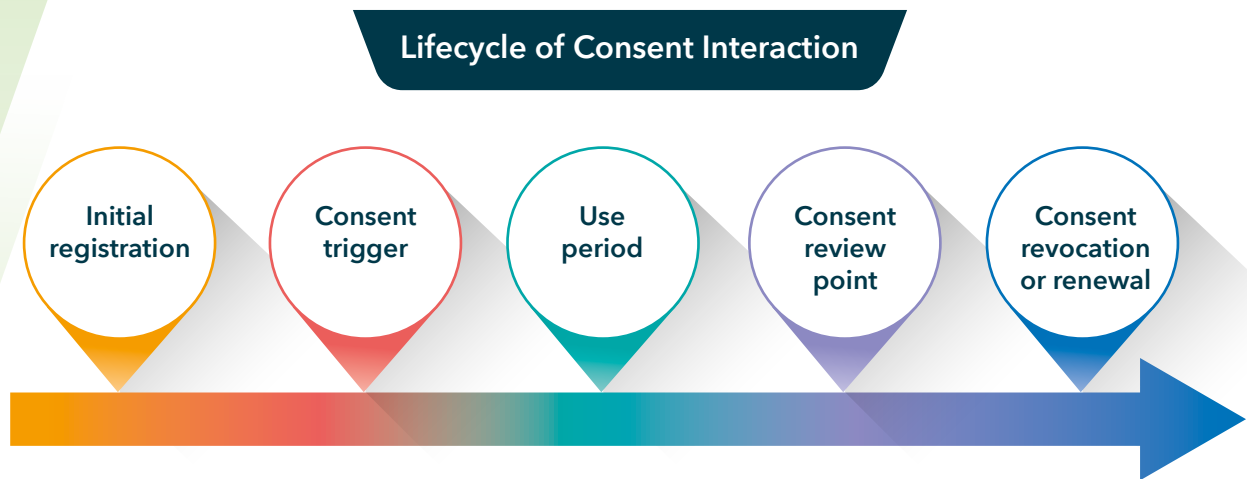 Lifecycle of Consent Interaction
Initial
registration
Consent
trigger
Use
period
Consent
review
point
Consent
revocation
or renewal